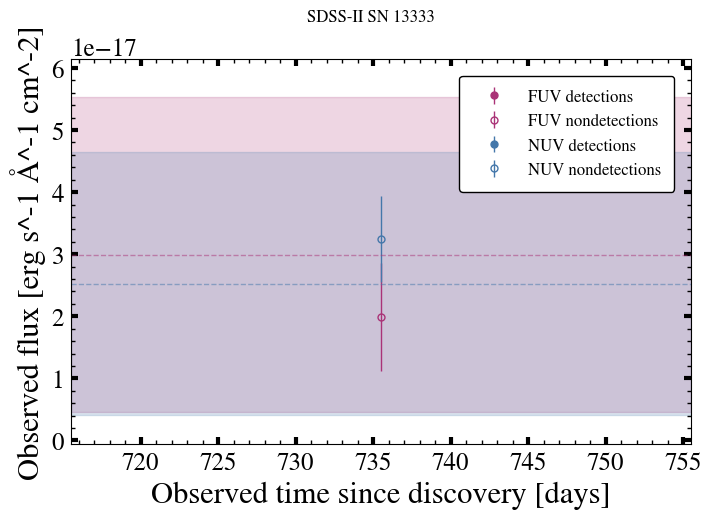 SDSS-II SN 13333
1e−17
Observed flux [erg s^-1 Å^-1 cm^-2]
6
5
4
3
2
1
0
FUV detections
FUV nondetections
NUV detections
NUV nondetections
720 725 730 735 740 745 750 755
Observed time since discovery [days]